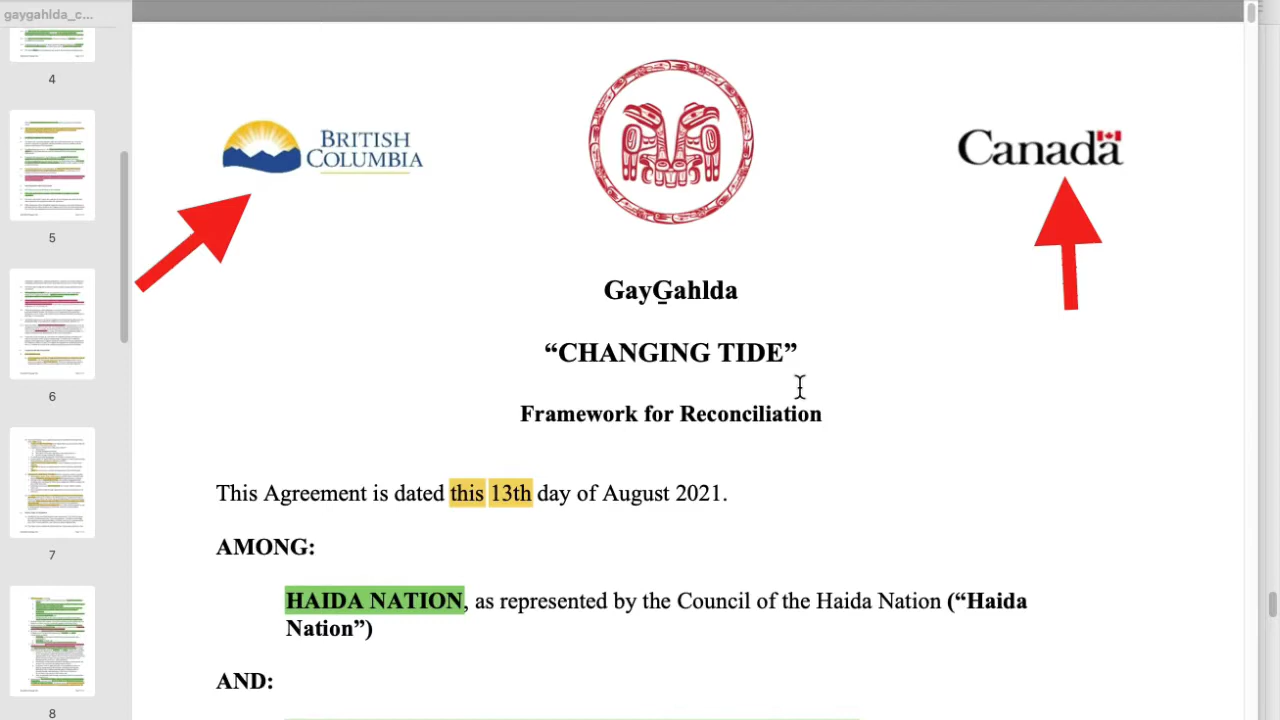 gaygahlda_c...
4
5
6
7
8
BRITISH
COLUMBIA
Canada
GayG̲ahlda
“CHANGING TIDE”
Framework for Reconciliation
This Agreement is dated this 13th day of August 2021.
AMONG:
HAIDA NATION, as represented by the Council of the Haida Nation (“Haida
Nation”)
AND: